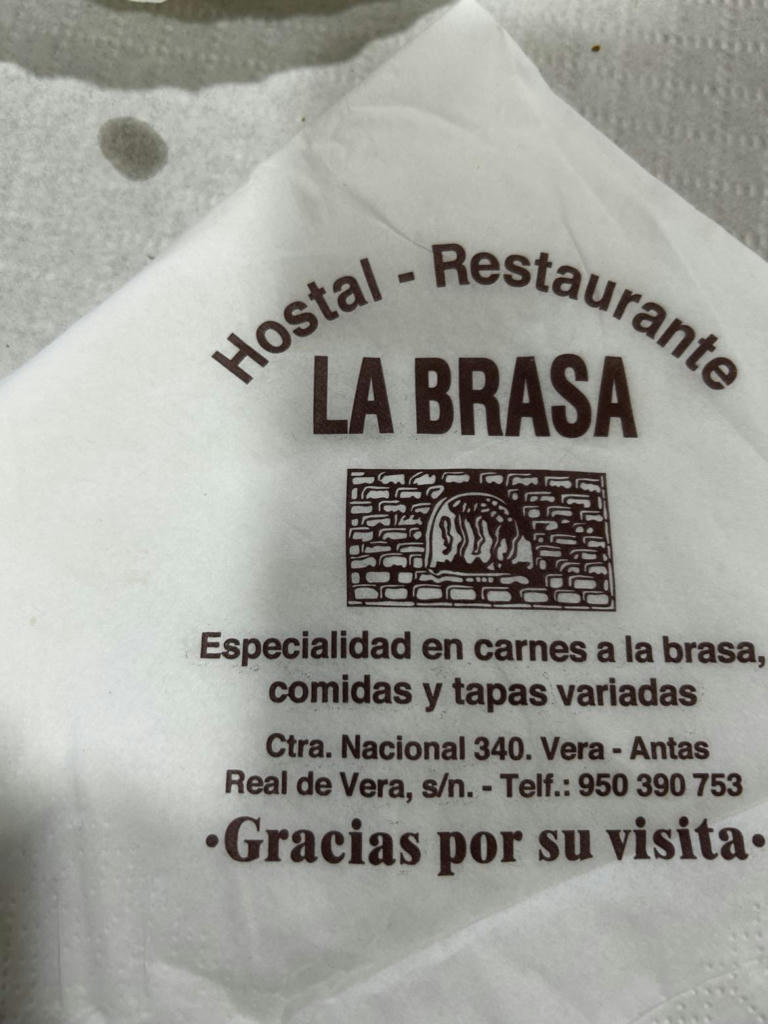 Hostal - Restaurante
LA BRASA
Especialidad en carnes a la brasa,
comidas y tapas variadas
Ctra. Nacional 340. Vera - Antas
Real de Vera, s/n. - Telf.: 950 390 753
·Gracias por su visita·